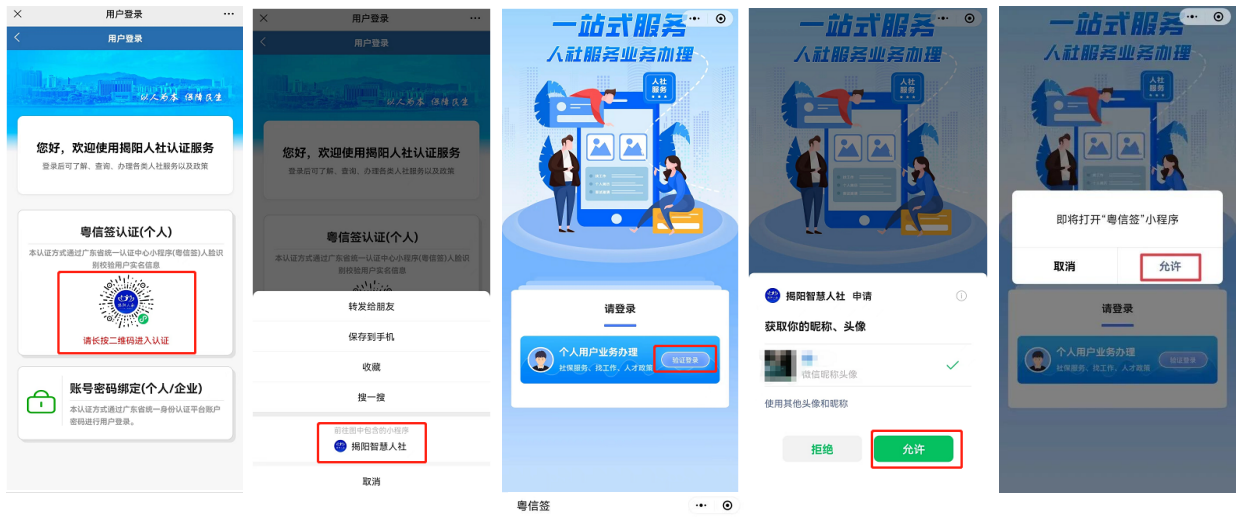 用户登录
用户登录
以人为本 保障民生
您好，欢迎使用揭阳人社认证服务
登录后可了解、查询、办理各类人社服务以及政策
粤信签认证(个人)
本认证方式通过广东省统一认证中心小程序(粤信签)人脸识
别校验用户实名信息
揭阳人社
请长按二维码进入认证
账号密码绑定(个人/企业)
本认证方式通过广东省统一身份认证平台账户
密码进行用户登录。
用户登录
用户登录
以人为本 保障民生
您好，欢迎使用揭阳人社认证服务
登录后可了解、查询、办理各类人社服务以及政策
粤信签认证(个人)
本认证方式通过广东省统一认证中心小程序(粤信签)人脸识
别校验用户实名信息
转发给朋友
保存到手机
收藏
搜一搜
前往图中包含的小程序
揭阳智慧人社
取消
一站式服务
人社服务业务办理
人社
服务
请登录
个人用户业务办理
社保服务、找工作、人才政策
验证登录
粤信签
一站式服务
人社服务业务办理
人社
服务
揭阳智慧人社 申请
获取你的昵称、头像
微信昵称头像
使用其他头像和昵称
拒绝
允许
一站式服务
人社服务业务办理
人社
服务
即将打开“粤信签”小程序
取消
允许
请登录
个人用户业务办理
社保服务、找工作、人才政策
验证登录